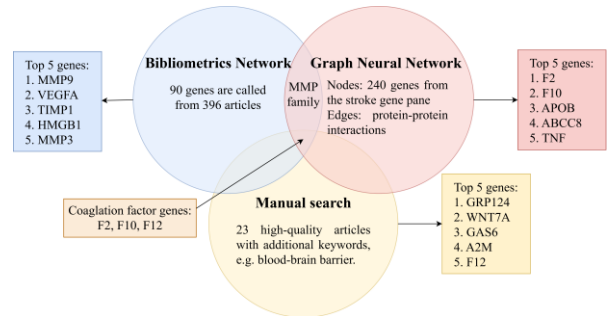 Top 5 genes:
1. MMP9
2. VEGFA
3. TIMP1
4. HMGB1
5. MMP3
Bibliometrics Network
90 genes are called
from 396 articles
MMP
family
Graph Neural Network
Nodes: 240 genes from
the stroke gene pane
Edges: protein-protein
interactions
Top 5 genes:
1. F2
2. F10
3. APOB
4. ABCC8
5. TNF
Coaglation factor genes:
F2, F10, F12
Manual search
23 high-quality articles
with additional keywords,
e.g. blood-brain barrier.
Top 5 genes:
1. GRP124
2. WNT7A
3. GAS6
4. A2M
5. F12